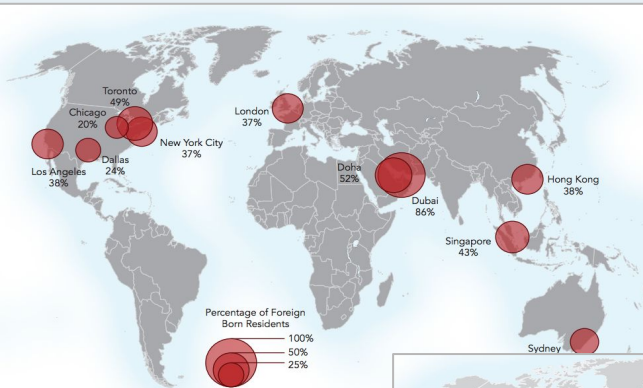 Toronto
49%
Chicago
20%
New York City
37%
Dallas
24%
Los Angeles
38%
London
37%
Doha
52%
Dubai
86%
Hong Kong
38%
Singapore
43%
Sydney
Percentage of Foreign
Born Residents
100%
50%
25%